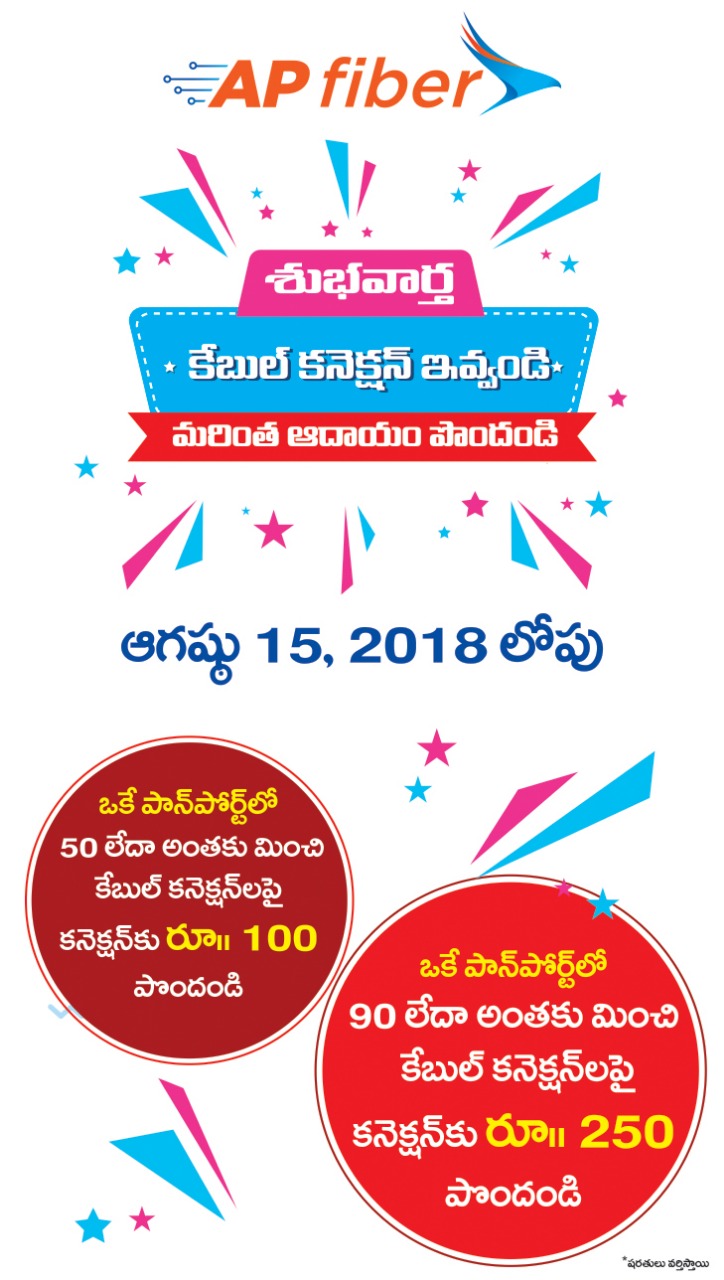 AP fiber
శుభవార్త
కేబుల్ కనెక్షన్ ఇవ్వండి
మరింత ఆదాయం పొందండి
ఆగష్ఠు 15, 2018 లోపు
ఒకే పాన్‌పోర్ట్‌లో
50 లేదా అంతకు మించి
కేబుల్ కనెక్షన్‌లపై
కనెక్షన్‌కు రూ॥ 100
పొందండి
ఒకే పాన్‌పోర్ట్‌లో
90 లేదా అంతకు మించి
కేబుల్ కనెక్షన్‌లపై
కనెక్షన్‌కు రూ॥ 250
పొందండి
*షరతులు వర్తిస్తాయి